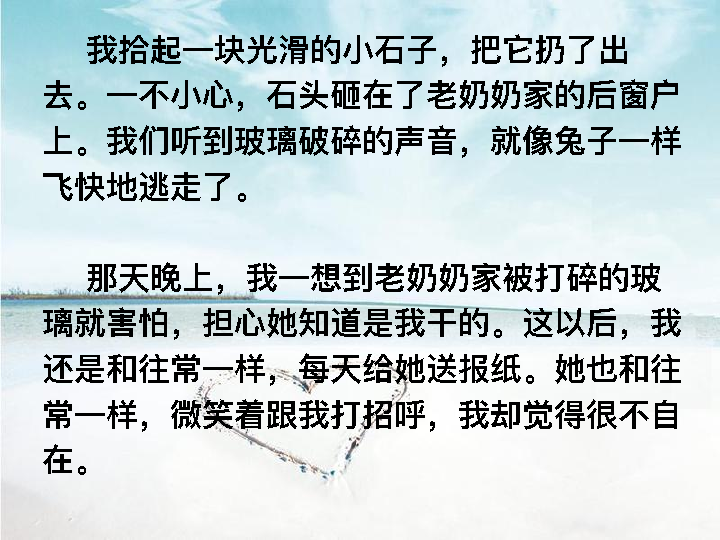 我拾起一块光滑的小石子，把它扔了出
去。一不小心，石头砸在了老奶奶家的后窗户
上。我们听到玻璃破碎的声音，就像兔子一样
飞快地逃走了。
那天晚上，我一想到老奶奶家被打碎的玻
璃就害怕，担心她知道是我干的。这以后，我
还是和往常一样，每天给她送报纸。她也和往
常一样，微笑着跟我打招呼，我却觉得很不自
在。